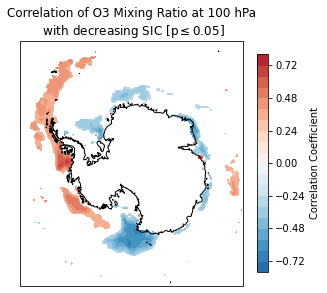 Correlation of O3 Mixing Ratio at 100 hPa
with decreasing SIC [p ≤ 0.05]
0.72
0.48
0.24
0.00
−0.24
−0.48
−0.72
Correlation Coefficient